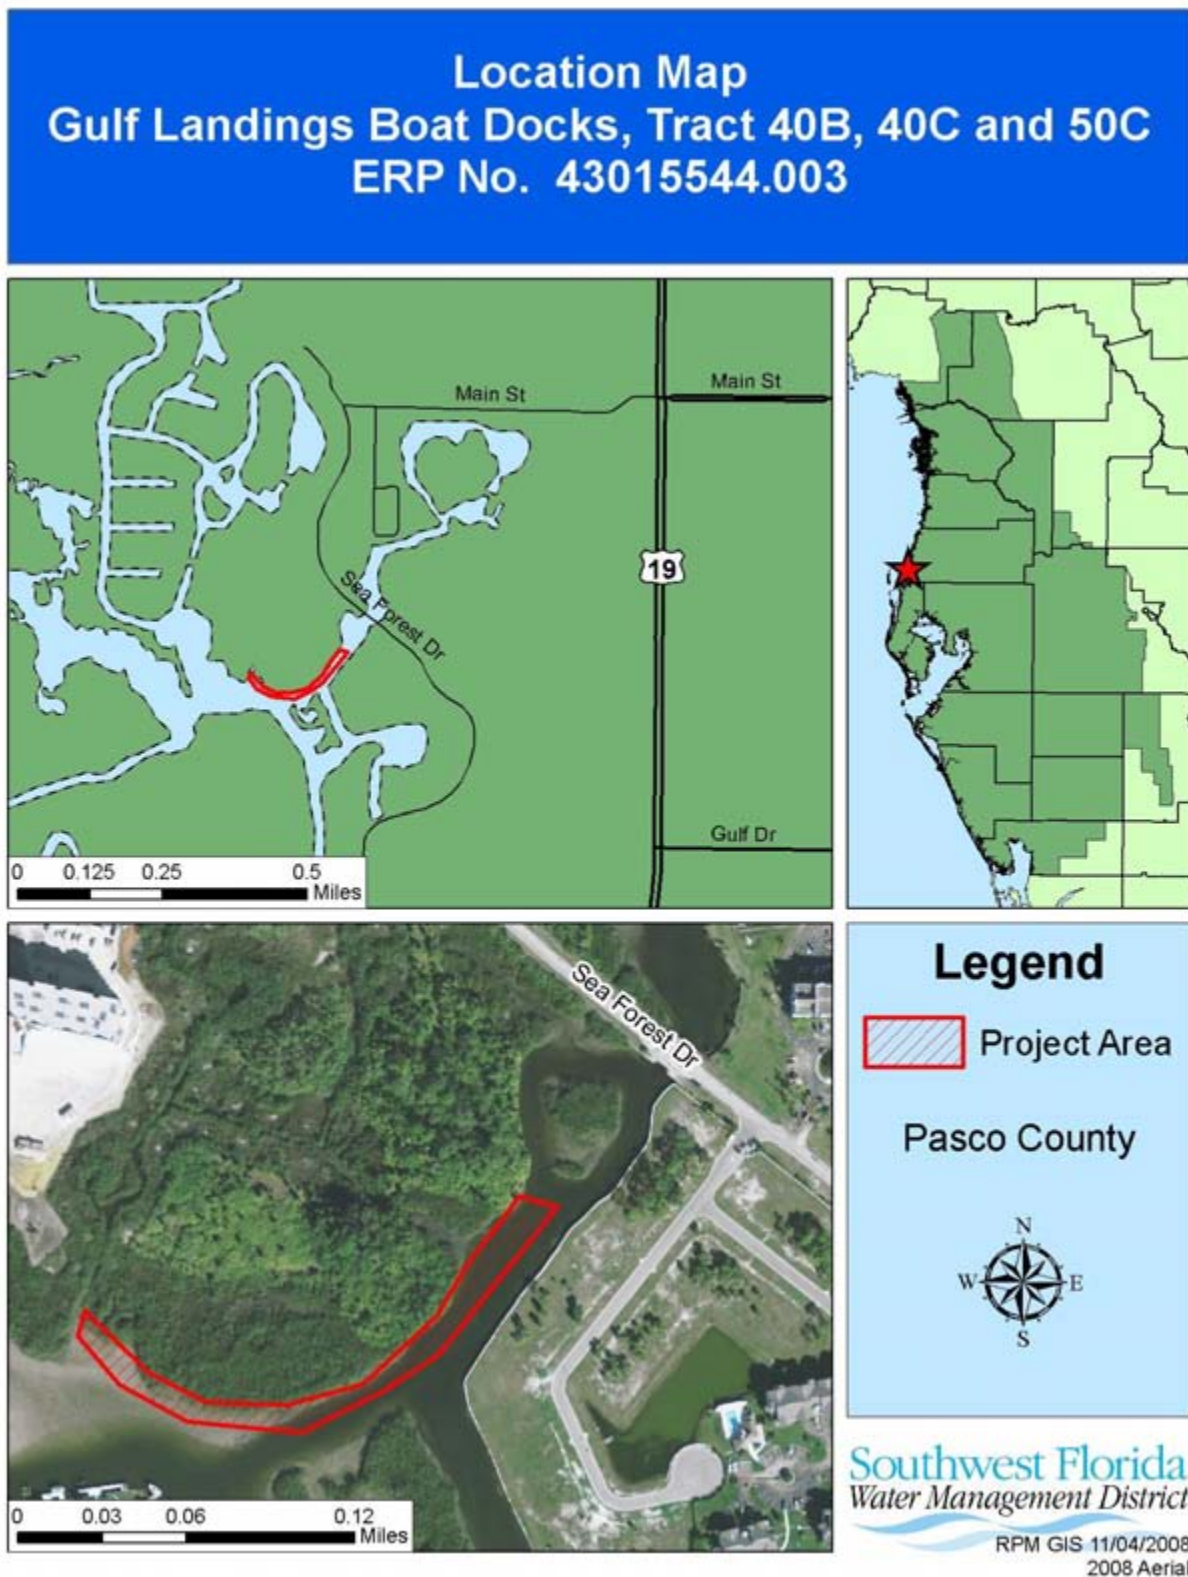 Location Map
Gulf Landings Boat Docks, Tract 40B, 40C and 50C
ERP No. 43015544.003
Main St
Main St
19
Sea Forest Dr
Gulf Dr
0 0.125 0.25 0.5
Miles
Sea Forest Dr
0 0.03 0.06 0.12
Miles
Legend
Project Area
Pasco County
N
W E
S
Southwest Florida
Water Management District
RPM GIS 11/04/2008
2008 Aerial